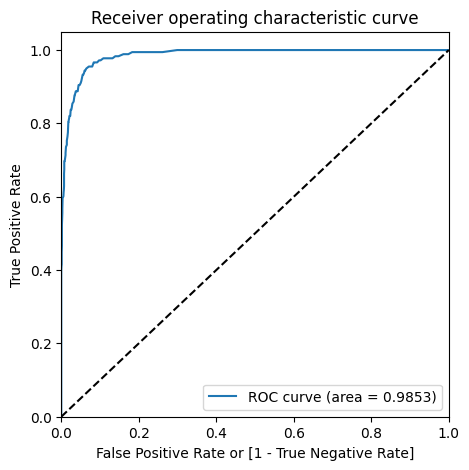 Receiver operating characteristic curve
1.0
0.8
0.6
0.4
0.2
0.0
True Positive Rate
ROC curve (area = 0.9853)
0.0 0.2 0.4 0.6 0.8 1.0
False Positive Rate or [1 - True Negative Rate]